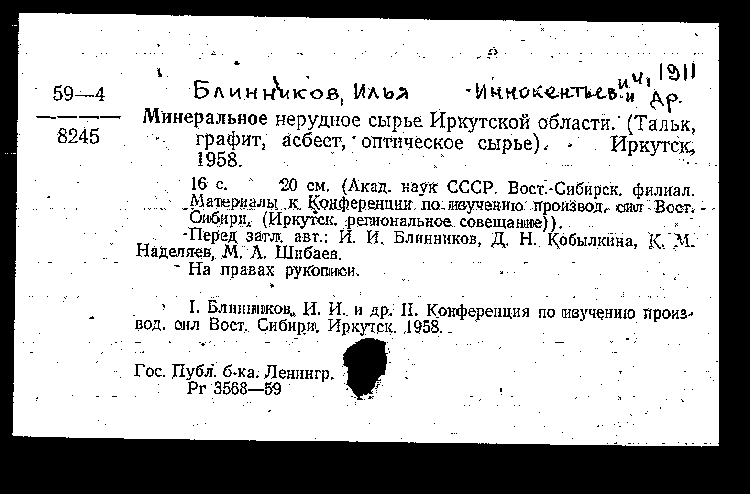 59—4 Блинников, Илья Иннокентьевич, 1911 и др.
8245 Минеральное нерудное сырье Иркутской области. (Тальк,
графит, асбест, оптическое сырье). Иркутск,
1958.
16 с. 20 см. (Акад. наук СССР. Вост.-Сибирск. филиал.
Материалы к Конференции по изучению производ. сил Вост.
Сибири. (Иркутск. региональное совещание)).
Перед загл. авт.: И. И. Блинников, Д. Н. Кобылкина, К. М.
Наделяев, М. А. Шибаев.
На правах рукописи.
I. Блинников, И. И. и др. II. Конференция по изучению произ-
вод. сил Вост. Сибири. Иркутск. 1958.
Гос. Публ. б-ка. Ленингр.
Рг 3568—59